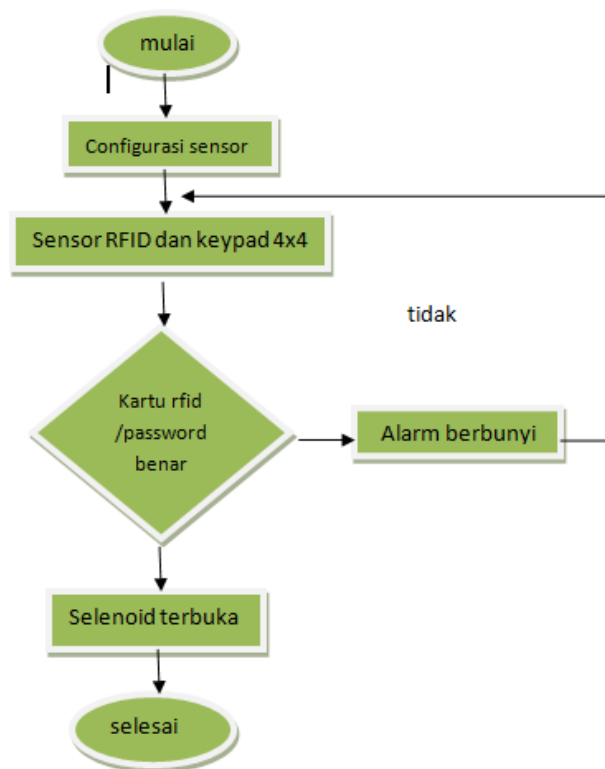 mulai
Configurasi sensor
Sensor RFID dan keypad 4x4
tidak
Kartu rfid
/password
benar
Alarm berbunyi
Selenoid terbuka
selesai